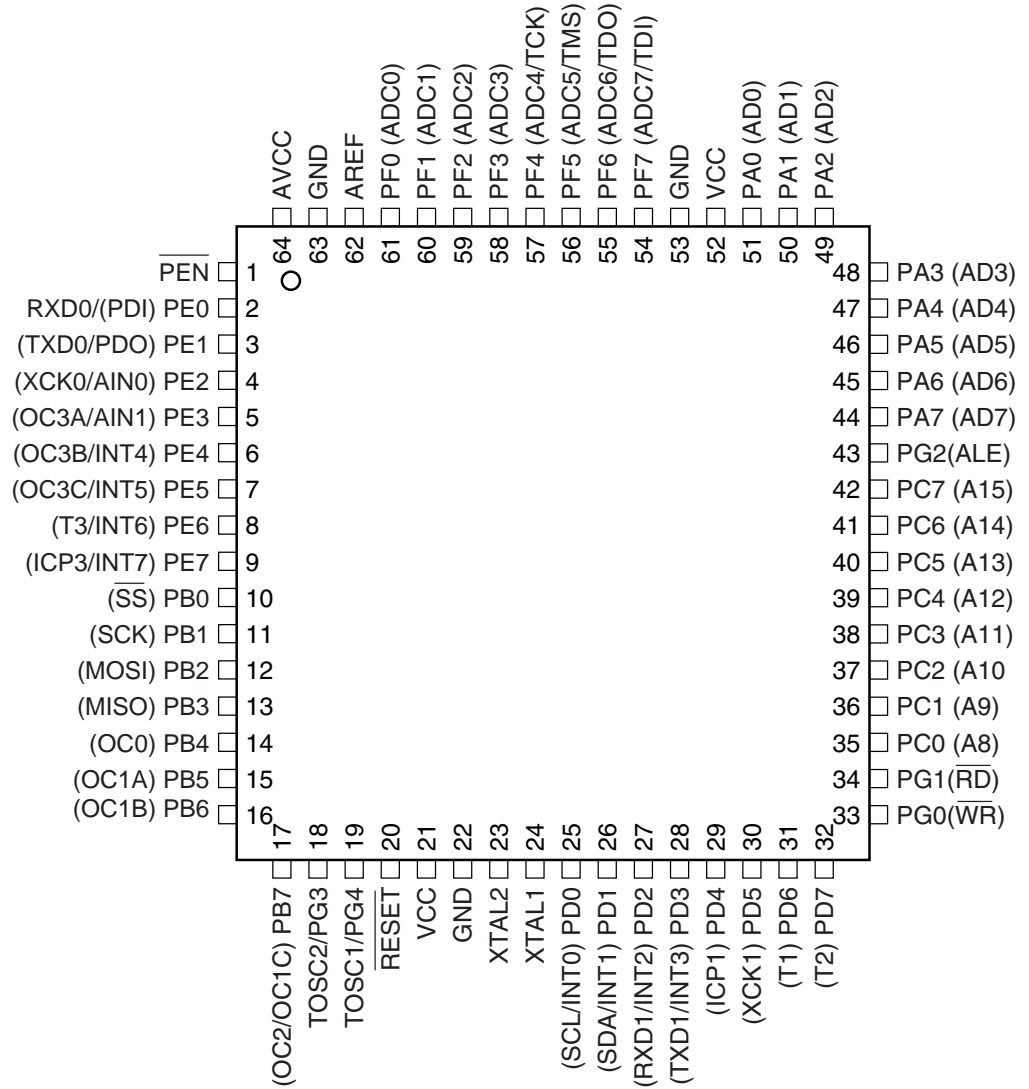 AVCC
GND
AREF
PF0 (ADC0)
PF1 (ADC1)
PF2 (ADC2)
PF3 (ADC3)
PF4 (ADC4/TCK)
PF5 (ADC5/TMS)
PF6 (ADC6/TDO)
PF7 (ADC7/TDI)
GND
VCC
PA0 (AD0)
PA1 (AD1)
PA2 (AD2)
64
63
62
61
60
59
58
57
56
55
54
53
52
51
50
49
PEN 1
RXD0/(PDI) PE0 2
(TXD0/PDO) PE1 3
(XCK0/AIN0) PE2 4
(OC3A/AIN1) PE3 5
(OC3B/INT4) PE4 6
(OC3C/INT5) PE5 7
(T3/INT6) PE6 8
(ICP3/INT7) PE7 9
(SS) PB0 10
(SCK) PB1 11
(MOSI) PB2 12
(MISO) PB3 13
(OC0) PB4 14
(OC1A) PB5 15
(OC1B) PB6 16
48 PA3 (AD3)
47 PA4 (AD4)
46 PA5 (AD5)
45 PA6 (AD6)
44 PA7 (AD7)
43 PG2(ALE)
42 PC7 (A15)
41 PC6 (A14)
40 PC5 (A13)
39 PC4 (A12)
38 PC3 (A11)
37 PC2 (A10
36 PC1 (A9)
35 PC0 (A8)
34 PG1(RD)
33 PG0(WR)
17
18
19
20
21
22
23
24
25
26
27
28
29
30
31
32
(OC2/OC1C) PB7
TOSC2/PG3
TOSC1/PG4
RESET
VCC
GND
XTAL2
XTAL1
(SCL/INT0) PD0
(SDA/INT1) PD1
(RXD1/INT2) PD2
(TXD1/INT3) PD3
(ICP1) PD4
(XCK1) PD5
(T1) PD6
(T2) PD7